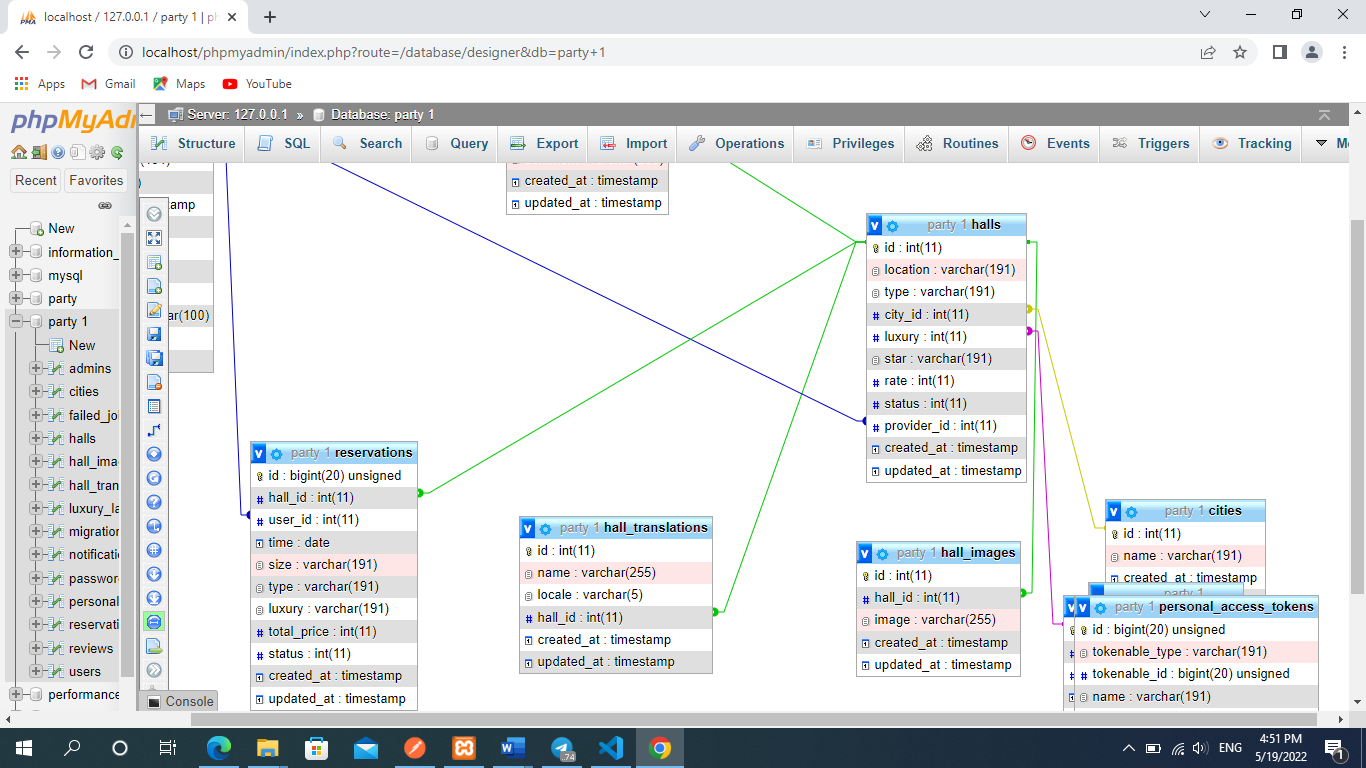 localhost / 127.0.0.1 / party 1 | ph
localhost/phpmyadmin/index.php?route=/database/designer&db=party+1
Apps Gmail Maps YouTube
phpMyAdm
Server: 127.0.0.1 » Database: party 1
Structure SQL Search Query Export Import Operations Privileges Routines Events Triggers Tracking
Recent Favorites
New
information_
mysql
party
party 1
New
admins
cities
failed_jo
halls
hall_ima
hall_tran
luxury_la
migration
notificati
passwor
personal
reservati
reviews
users
performance
amp
ar(100)
created_at : timestamp
updated_at : timestamp
party 1 halls
id : int(11)
location : varchar(191)
type : varchar(191)
city_id : int(11)
luxury : int(11)
star : varchar(191)
rate : int(11)
status : int(11)
provider_id : int(11)
created_at : timestamp
updated_at : timestamp
party 1 reservations
id : bigint(20) unsigned
hall_id : int(11)
user_id : int(11)
time : date
size : varchar(191)
type : varchar(191)
luxury : varchar(191)
total_price : int(11)
status : int(11)
created_at : timestamp
updated_at : timestamp
party 1 hall_translations
id : int(11)
name : varchar(255)
locale : varchar(5)
hall_id : int(11)
created_at : timestamp
updated_at : timestamp
party 1 hall_images
id : int(11)
hall_id : int(11)
image : varchar(255)
created_at : timestamp
updated_at : timestamp
party 1 cities
id : int(11)
name : varchar(191)
created_at : timestamp
party 1
party 1 personal_access_tokens
id : bigint(20) unsigned
tokenable_type : varchar(191)
tokenable_id : bigint(20) unsigned
name : varchar(191)
Console
.74
ENG
4:51 PM
5/19/2022
1